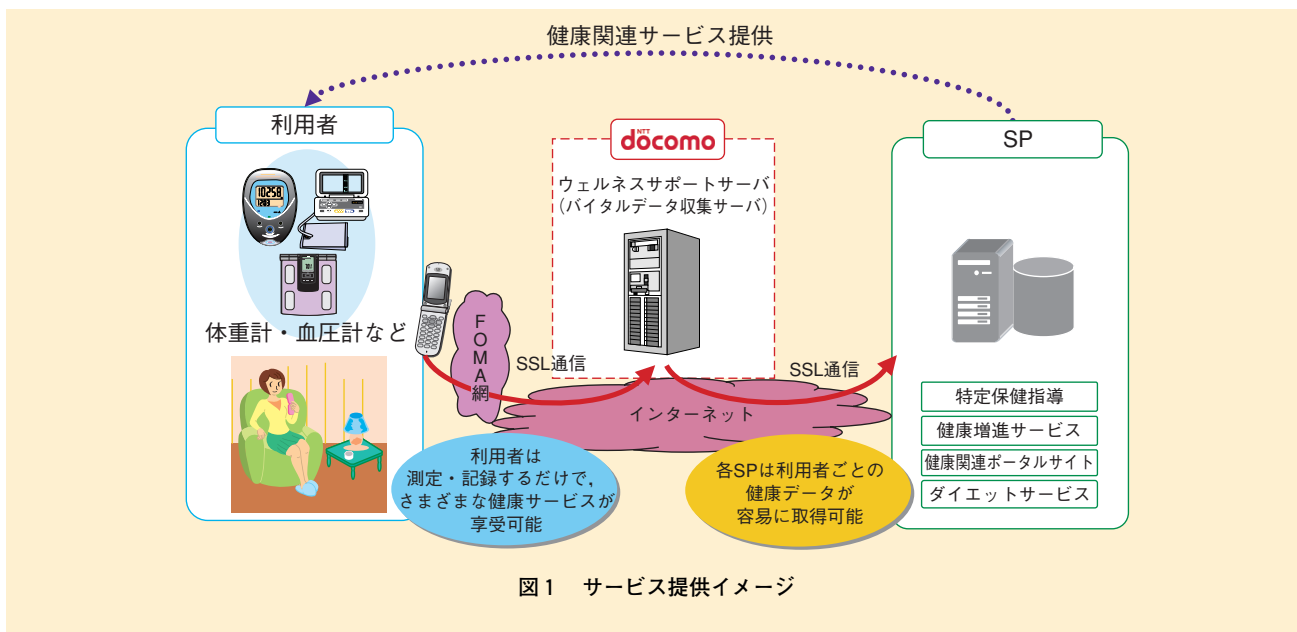 健康関連サービス提供
利用者
体重計・血圧計など
FOMA網
SSL通信
利用者は
測定・記録するだけで，
さまざまな健康サービスが
享受可能
NTT
döcomo
ウェルネスサポートサーバ
（バイタルデータ収集サーバ）
インターネット
SSL通信
各SPは利用者ごとの
健康データが
容易に取得可能
SP
特定保健指導
健康増進サービス
健康関連ポータルサイト
ダイエットサービス
図1　サービス提供イメージ